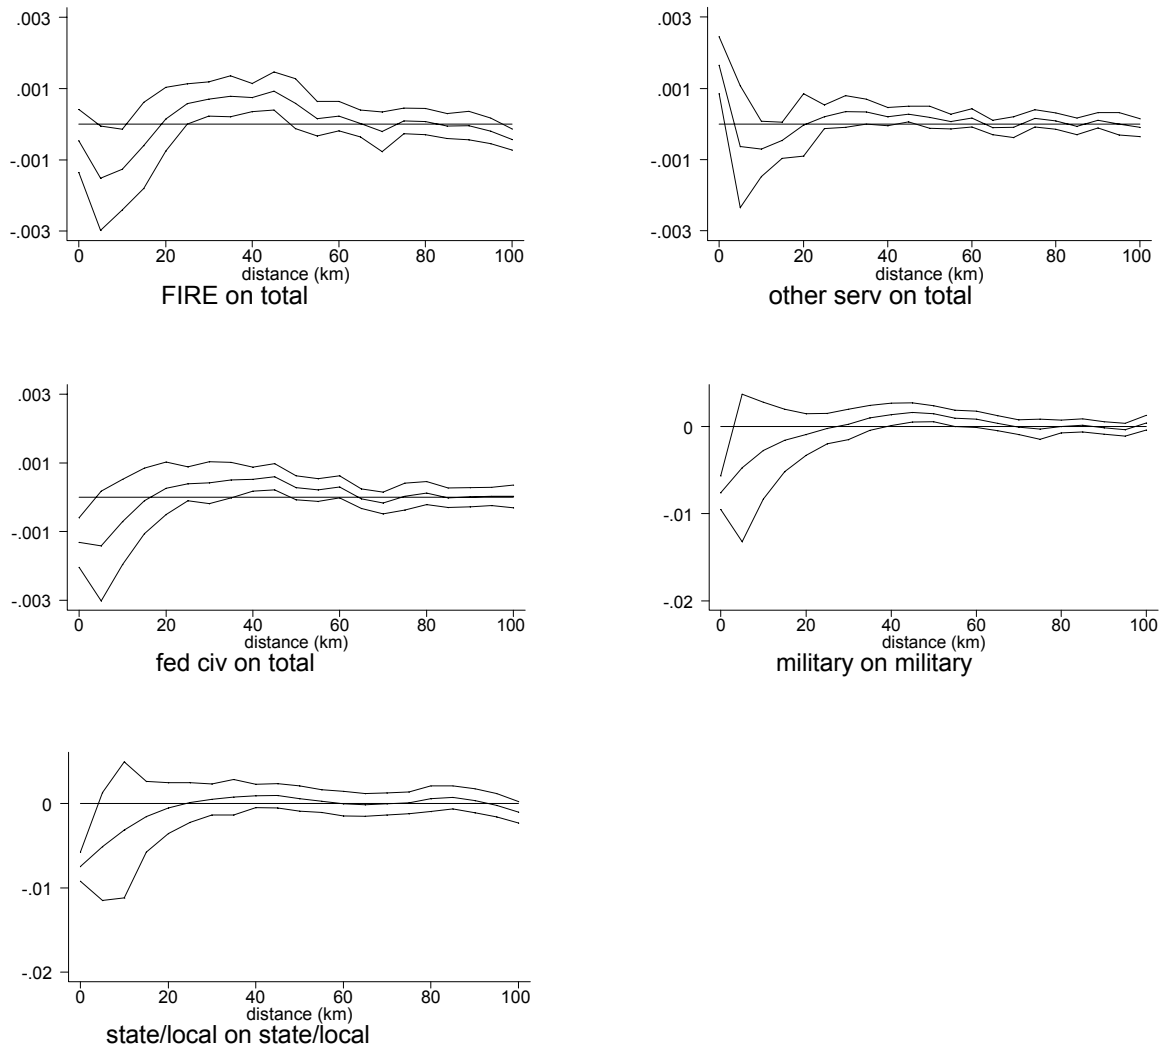 .003
.001
-.001
-.003
0 20 40 60 80 100
distance (km)
FIRE on total
.003
.001
-.001
-.003
0 20 40 60 80 100
distance (km)
other serv on total
.003
.001
-.001
-.003
0 20 40 60 80 100
distance (km)
fed civ on total
0
-.01
-.02
0 20 40 60 80 100
distance (km)
military on military
0
-.01
-.02
0 20 40 60 80 100
distance (km)
state/local on state/local